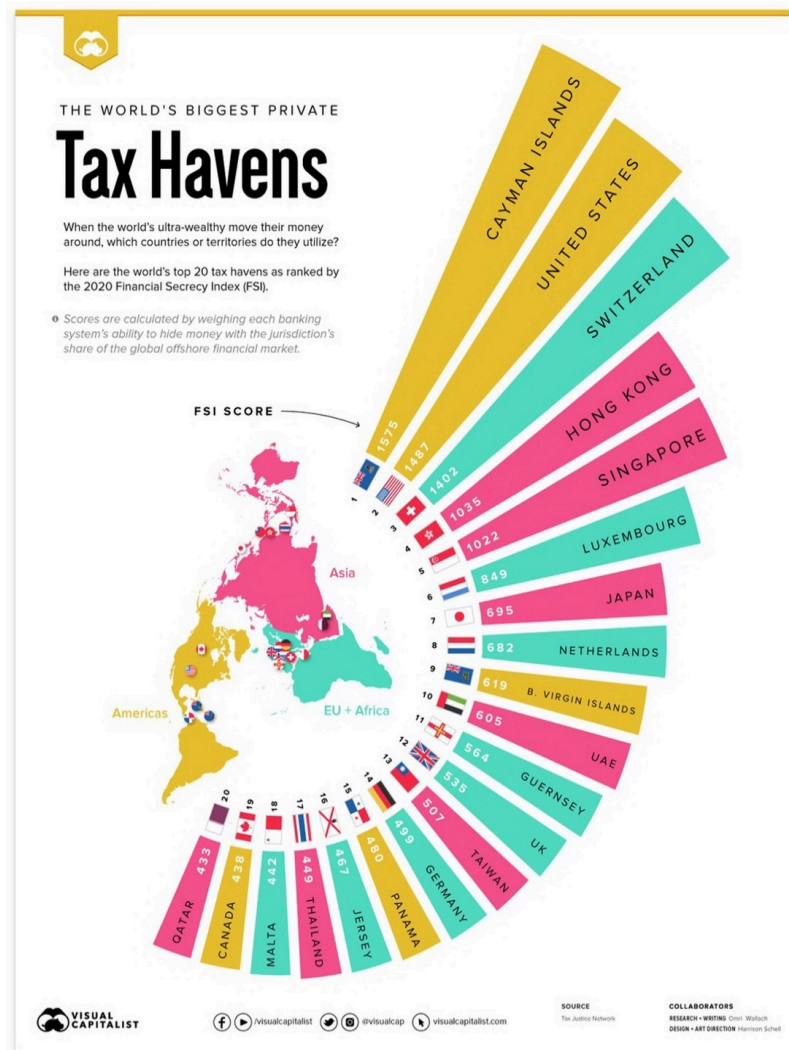 THE WORLD'S BIGGEST PRIVATE
Tax Havens
When the world's ultra-wealthy move their money
around, which countries or territories do they utilize?
Here are the world's top 20 tax havens as ranked by
the 2020 Financial Secrecy Index (FSI).
Scores are calculated by weighing each banking
system's ability to hide money with the jurisdiction's
share of the global offshore financial market.
FSI SCORE
1 1575 CAYMAN ISLANDS
2 1487 UNITED STATES
3 1402 SWITZERLAND
4 1035 HONG KONG
5 1022 SINGAPORE
6 849 LUXEMBOURG
7 695 JAPAN
8 682 NETHERLANDS
9 619 B. VIRGIN ISLANDS
10 605 UAE
11 564 GUERNSEY
12 535 UK
13 507 TAIWAN
14 499 GERMANY
15 480 PANAMA
16 467 JERSEY
17 449 THAILAND
18 442 MALTA
19 438 CANADA
20 433 QATAR
Asia
Americas
EU + Africa
VISUAL
CAPITALIST
/visualcapitalist
@visualcap
visualcapitalist.com
SOURCE
Tax Justice Network
COLLABORATORS
RESEARCH + WRITING Omri Wallach
DESIGN + ART DIRECTION Harrison Schell